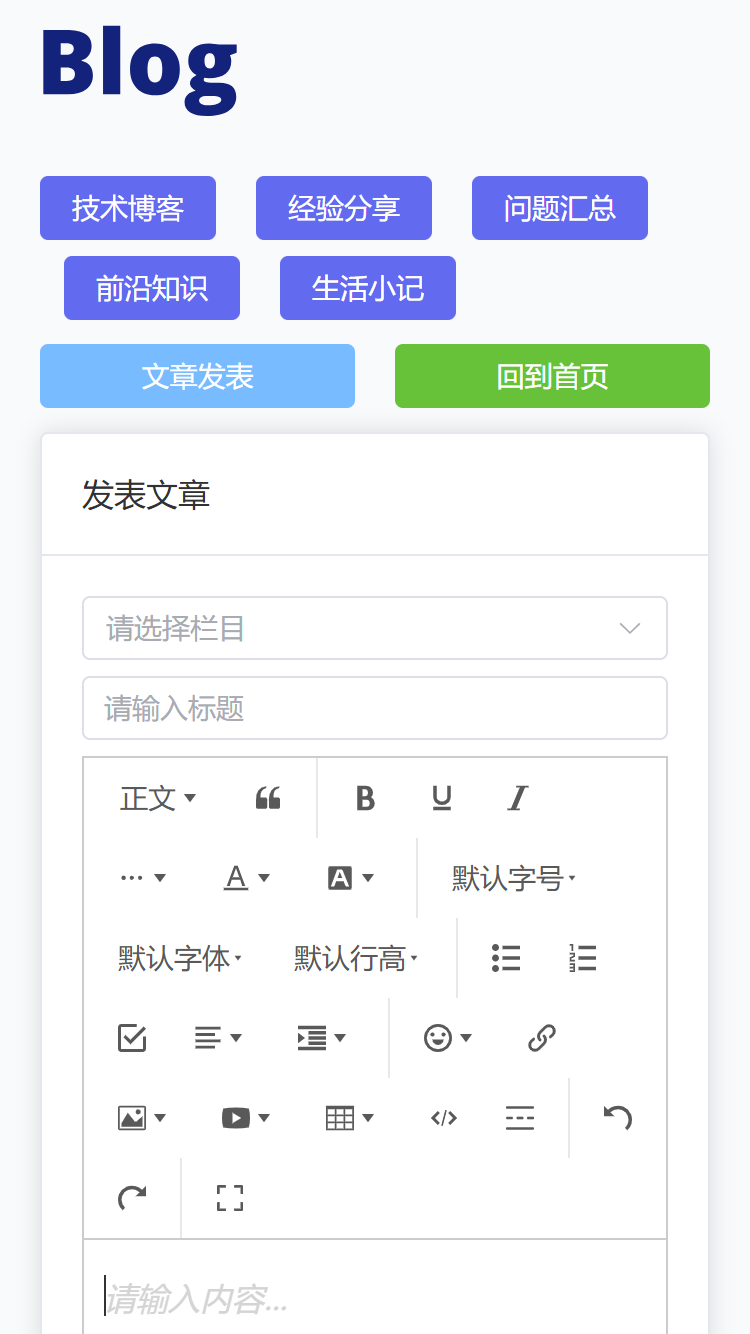 Blog
技术博客 经验分享 问题汇总
前沿知识 生活小记
文章发表 回到首页
发表文章
请选择栏目
请输入标题
正文 B U I
A A 默认字号
默认字体 默认行高
请输入内容...